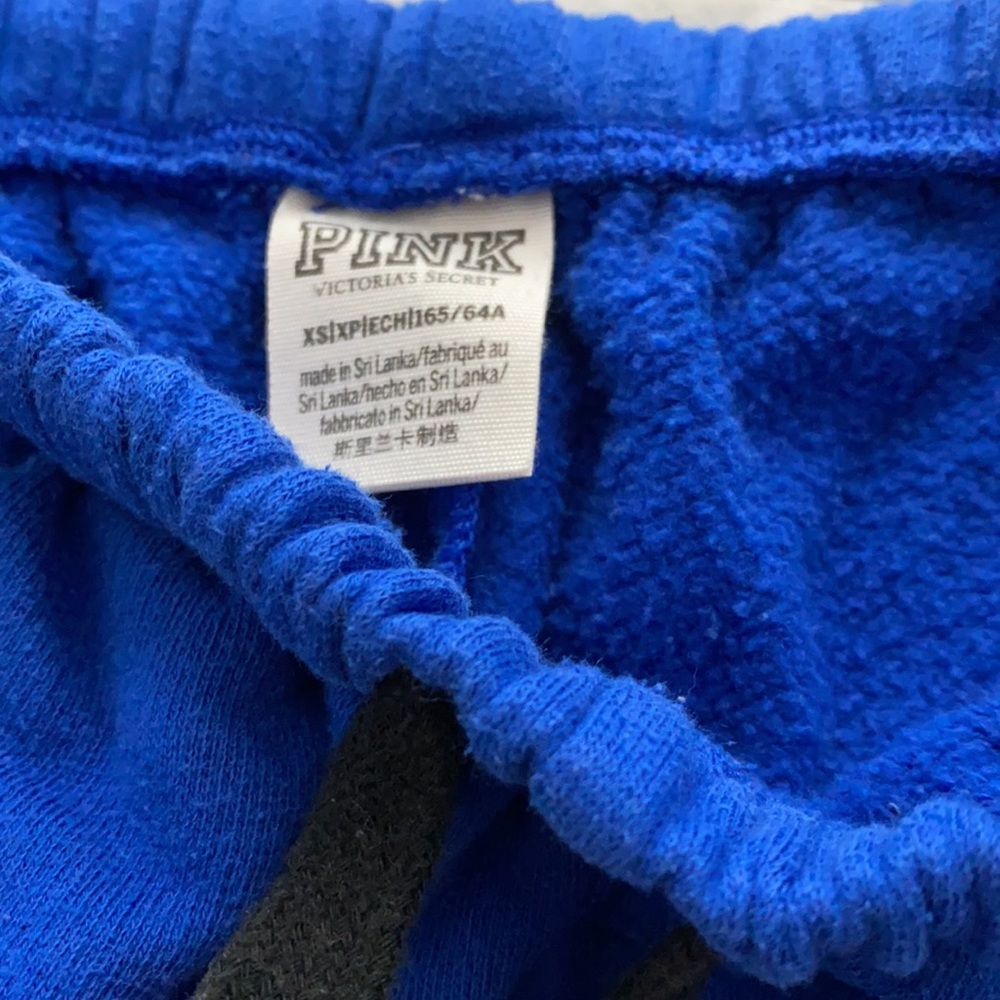 PINK
VICTORIA'S SECRET
XS|XP|ECH|165/64A
made in Sri Lanka/fabriqué au
Sri Lanka/hecho en Sri Lanka/
fabbricato in Sri Lanka/
斯里兰卡制造